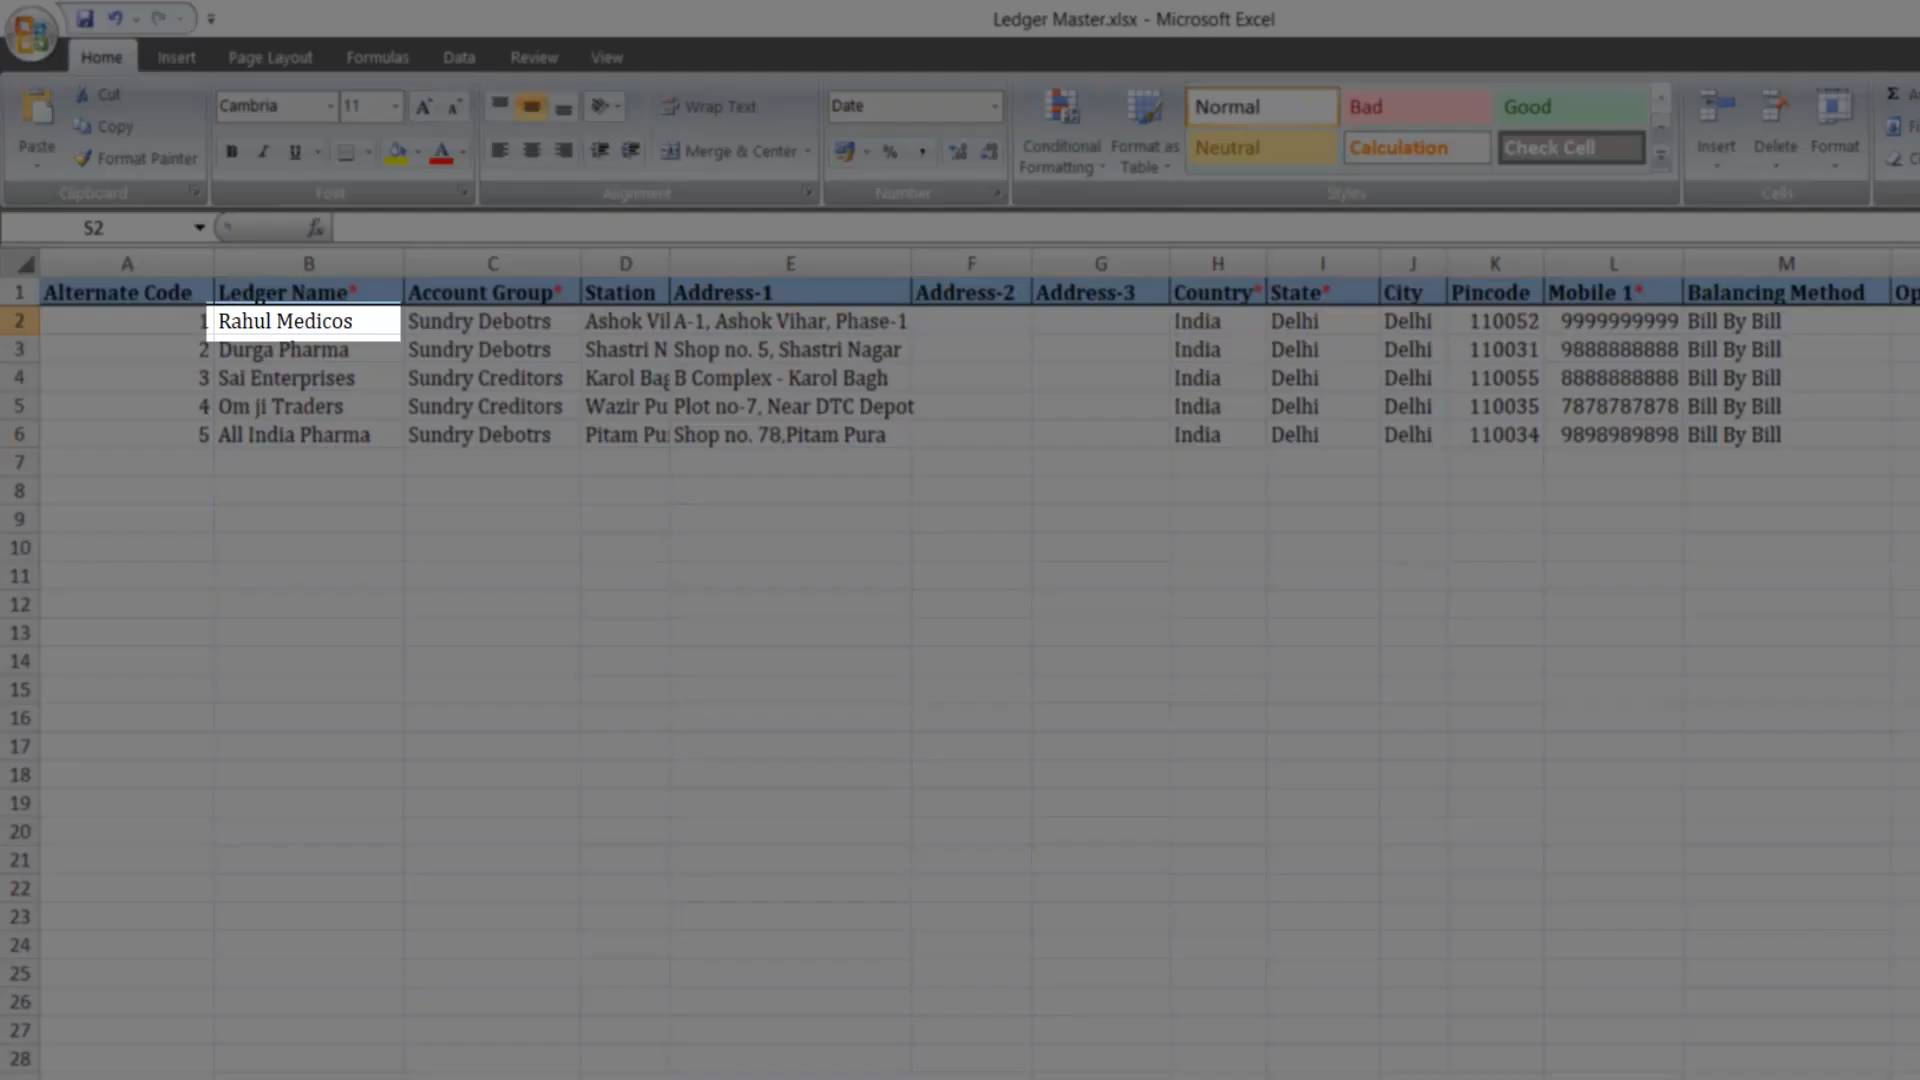 Ledger Master.xlsx - Microsoft Excel
Home Insert Page Layout Formulas Data Review View
Paste
Cut
Copy
Format Painter
Clipboard
Cambria 11
B I U A
Font
Wrap Text
Merge & Center
Alignment
Date
%
Number
Conditional Formatting
Format as Table
Normal Bad Good
Neutral Calculation Check Cell
Styles
Insert Delete Format
Cells
Σ
S2 fx
A B C D E F G H I J K L M
1 Alternate Code Ledger Name* Account Group* Station Address-1 Address-2 Address-3 Country* State* City Pincode Mobile 1* Balancing Method Op
2 1 Rahul Medicos Sundry Debotrs Ashok Vil A-1, Ashok Vihar, Phase-1 India Delhi Delhi 110052 9999999999 Bill By Bill
3 2 Durga Pharma Sundry Debotrs Shastri N Shop no. 5, Shastri Nagar India Delhi Delhi 110031 9888888888 Bill By Bill
4 3 Sai Enterprises Sundry Creditors Karol Bag B Complex - Karol Bagh India Delhi Delhi 110055 8888888888 Bill By Bill
5 4 Om ji Traders Sundry Creditors Wazir Pu Plot no-7, Near DTC Depot India Delhi Delhi 110035 7878787878 Bill By Bill
6 5 All India Pharma Sundry Debotrs Pitam Pu Shop no. 78,Pitam Pura India Delhi Delhi 110034 9898989898 Bill By Bill
7
8
9
10
11
12
13
14
15
16
17
18
19
20
21
22
23
24
25
26
27
28